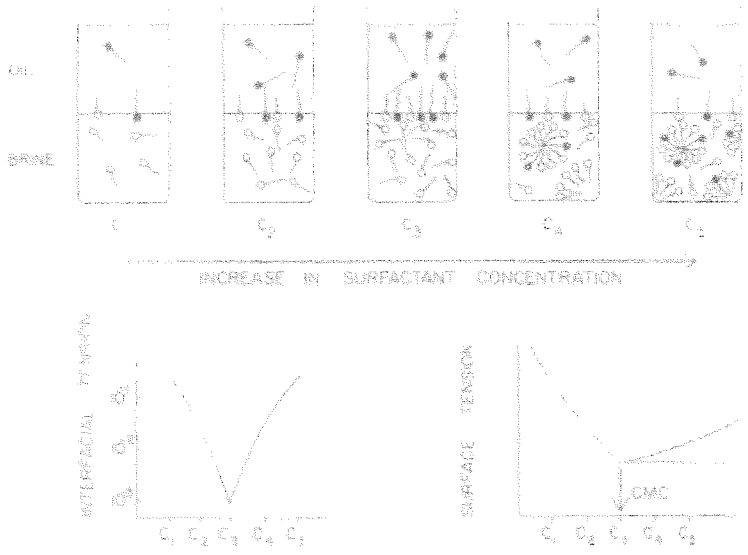 OIL
BRINE
C C₂ C₃ C₄ C₅
INCREASE IN SURFACTANT CONCENTRATION
INTERFACIAL TENSION
C₁ C₂ C₃ C₄ C₅
SURFACE TENSION
CMC
C₁ C₂ C₃ C₄ C₅